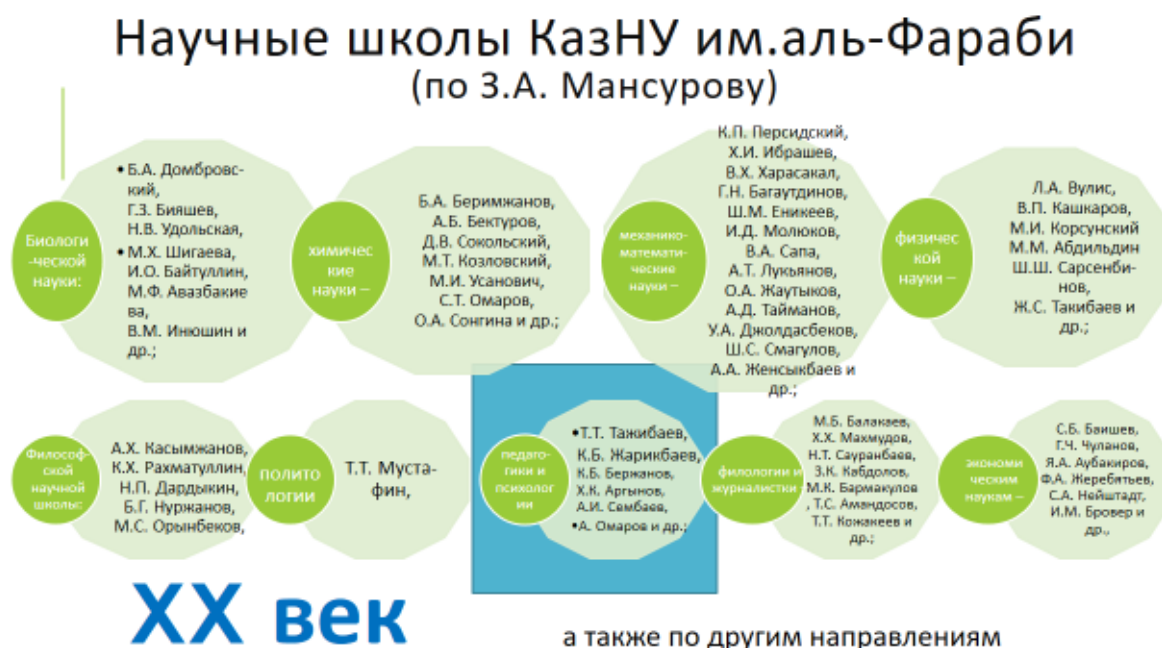 Научные школы КазНУ им.аль-Фараби
(по З.А. Мансурову)
Биологи
-ческой
науки:
•Б.А. Домбровс-
кий,
Г.З. Бияшев,
Н.В. Удольская,
•М.Х. Шигаева,
И.О. Байтуллин,
М.Ф. Авазбакие
ва,
В.М. Инюшин и
др.;
химичес
кие
науки –
Б.А. Беримжанов,
А.Б. Бектуров,
Д.В. Сокольский,
М.Т. Козловский,
М.И. Усанович,
С.Т. Омаров,
О.А. Сонгина и др.;
механико-
математи-
ческие
науки –
К.П. Персидский,
Х.И. Ибрашев,
В.Х. Харасакал,
Г.Н. Багаутдинов,
Ш.М. Еникеев,
И.Д. Молюков,
В.А. Сапа,
А.Т. Лукьянов,
О.А. Жаутыков,
А.Д. Тайманов,
У.А. Джолдасбеков,
Ш.С. Смагулов,
А.А. Женсыкбаев и
др.;
физичес
кой
науки –
Л.А. Вулис,
В.П. Кашкаров,
М.И. Корсунский
М.М. Абдильдин
Ш.Ш. Сарсенби-
нов,
Ж.С. Такибаев и
др.;
Философ-
ской
научной
школы:
А.Х. Касымжанов,
К.Х. Рахматуллин,
Н.П. Дардыкин,
Б.Г. Нуржанов,
М.С. Орынбеков,
полито
логии
Т.Т. Муста-
фин,
педаго-
гики и
психолог
ии
•Т.Т. Тажибаев,
К.Б. Жарикбаев,
К.Б. Бержанов,
Х.К. Аргынов,
А.И. Сембаев,
•А. Омаров и др.;
филологии и
журналистки –
М.Б. Балакаев,
Х.Х. Махмудов,
Н.Т. Сауранбаев,
З.К. Кабдолов,
М.К. Бармакулов
, Т.С. Амандосов,
Т.Т. Кожакеев и
др.;
экономи
ческим
наукам –
С.Б. Баишев,
Г.Ч. Чуланов,
Я.А. Аубакиров,
Ф.А. Жеребятьев,
С.А. Нейштадт,
И.М. Бровер и
др.,
XX век
а также по другим направлениям